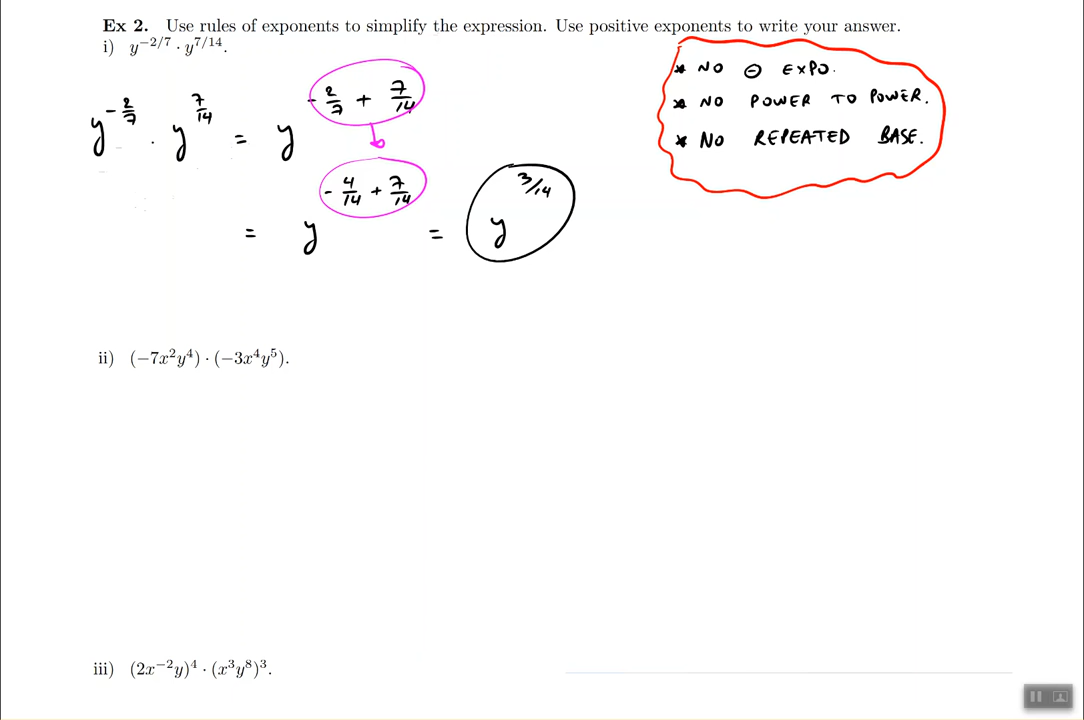 Ex 2. Use rules of exponents to simplify the expression. Use positive exponents to write your answer.
i) y^{-2/7} · y^{7/14}.
* NO ⊖ EXPO.
* NO POWER TO POWER.
* NO REPEATED BASE.
y^{-2/7} · y^{7/14} = y^{-2/7 + 7/14}
= y^{-4/14 + 7/14} = y^{3/14}
ii) (−7x²y⁴) · (−3x⁴y⁵).
iii) (2x⁻²y)⁴ · (x³y⁸)³.